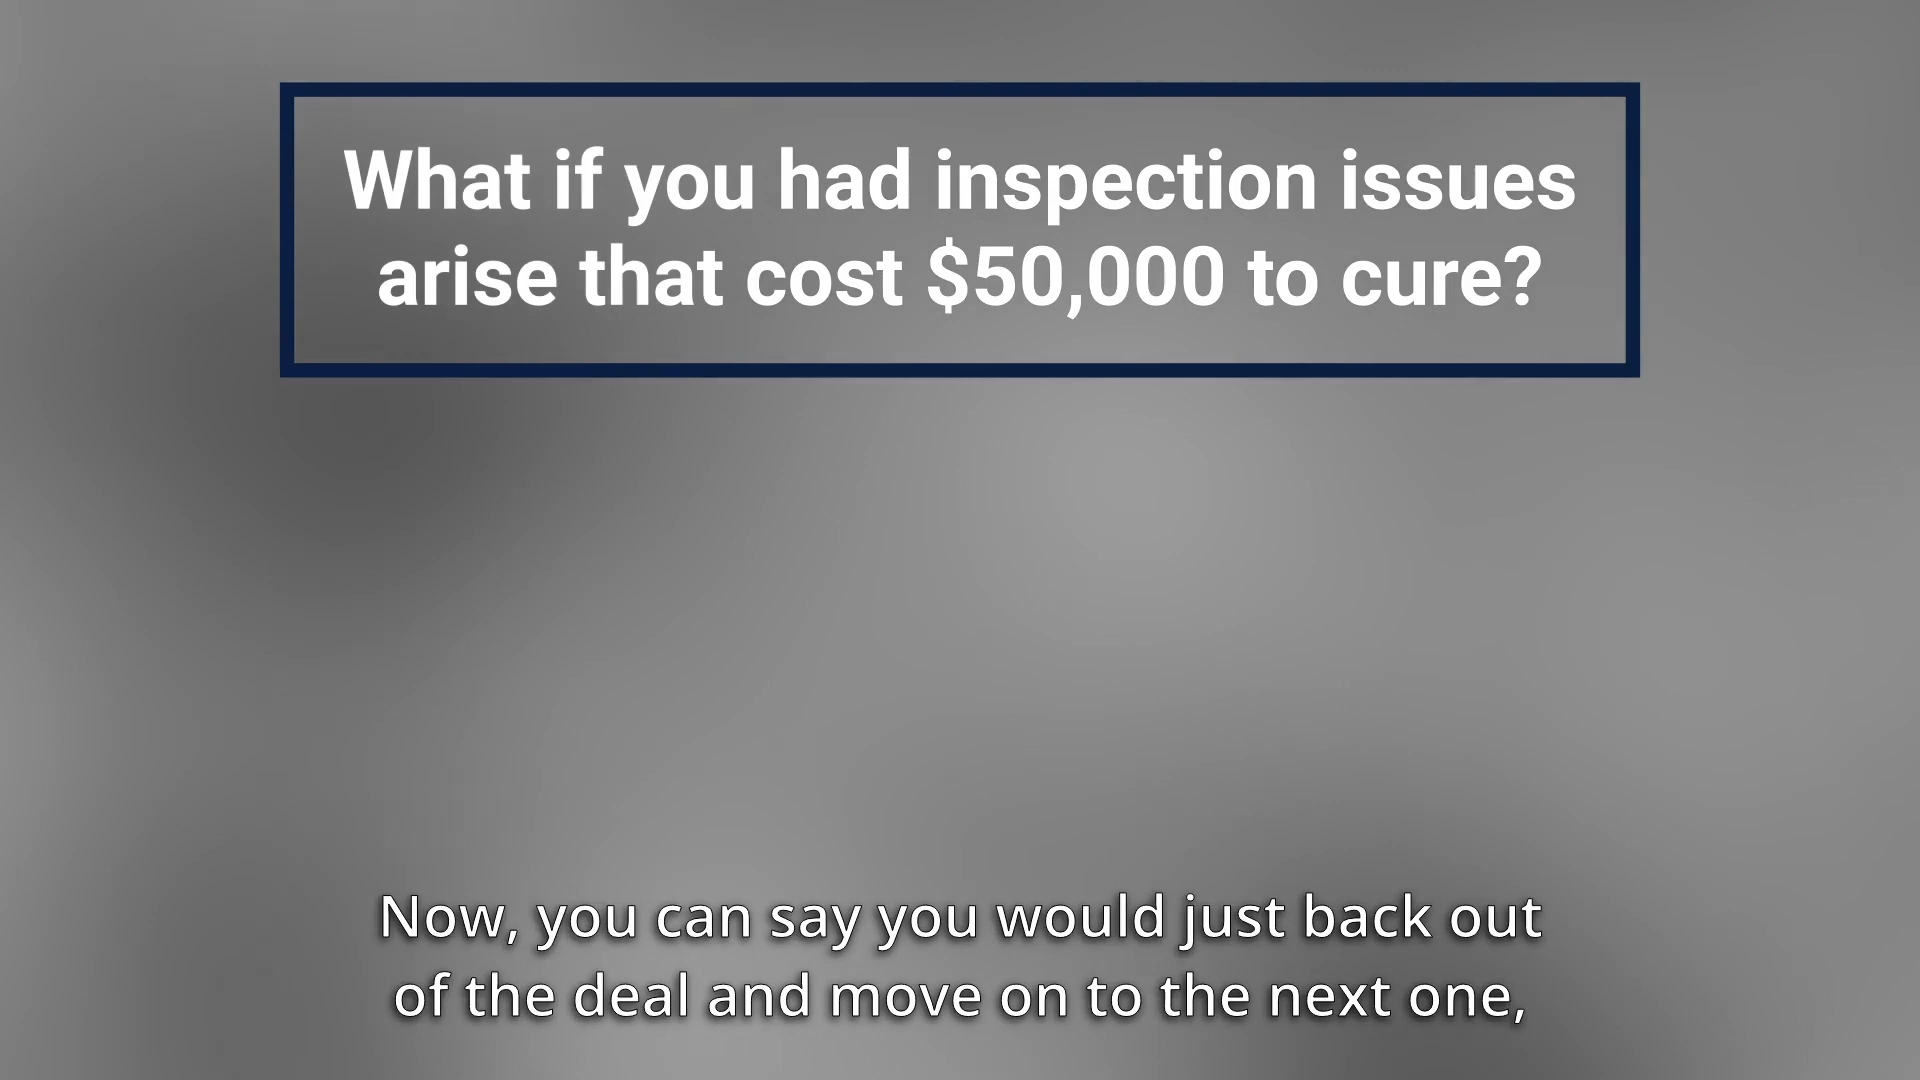 What if you had inspection issues
arise that cost $50,000 to cure?
Now, you can say you would just back out
of the deal and move on to the next one,